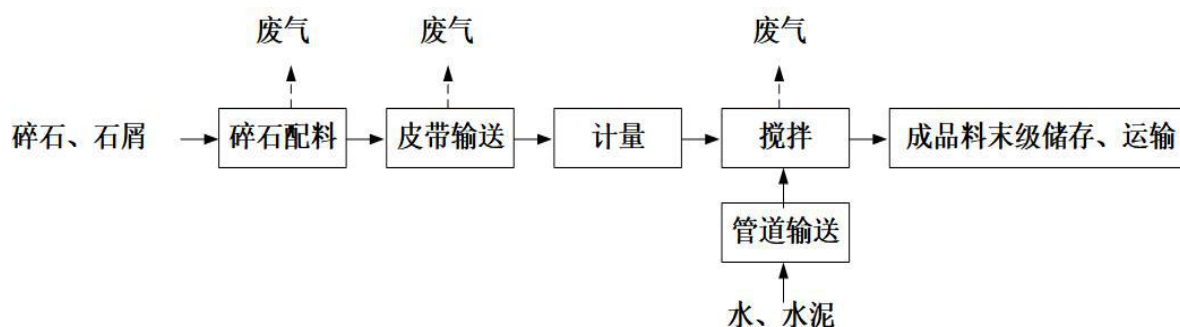 废气
废气
废气
碎石、石屑
碎石配料
皮带输送
计量
搅拌
成品料末级储存、运输
管道输送
水、水泥